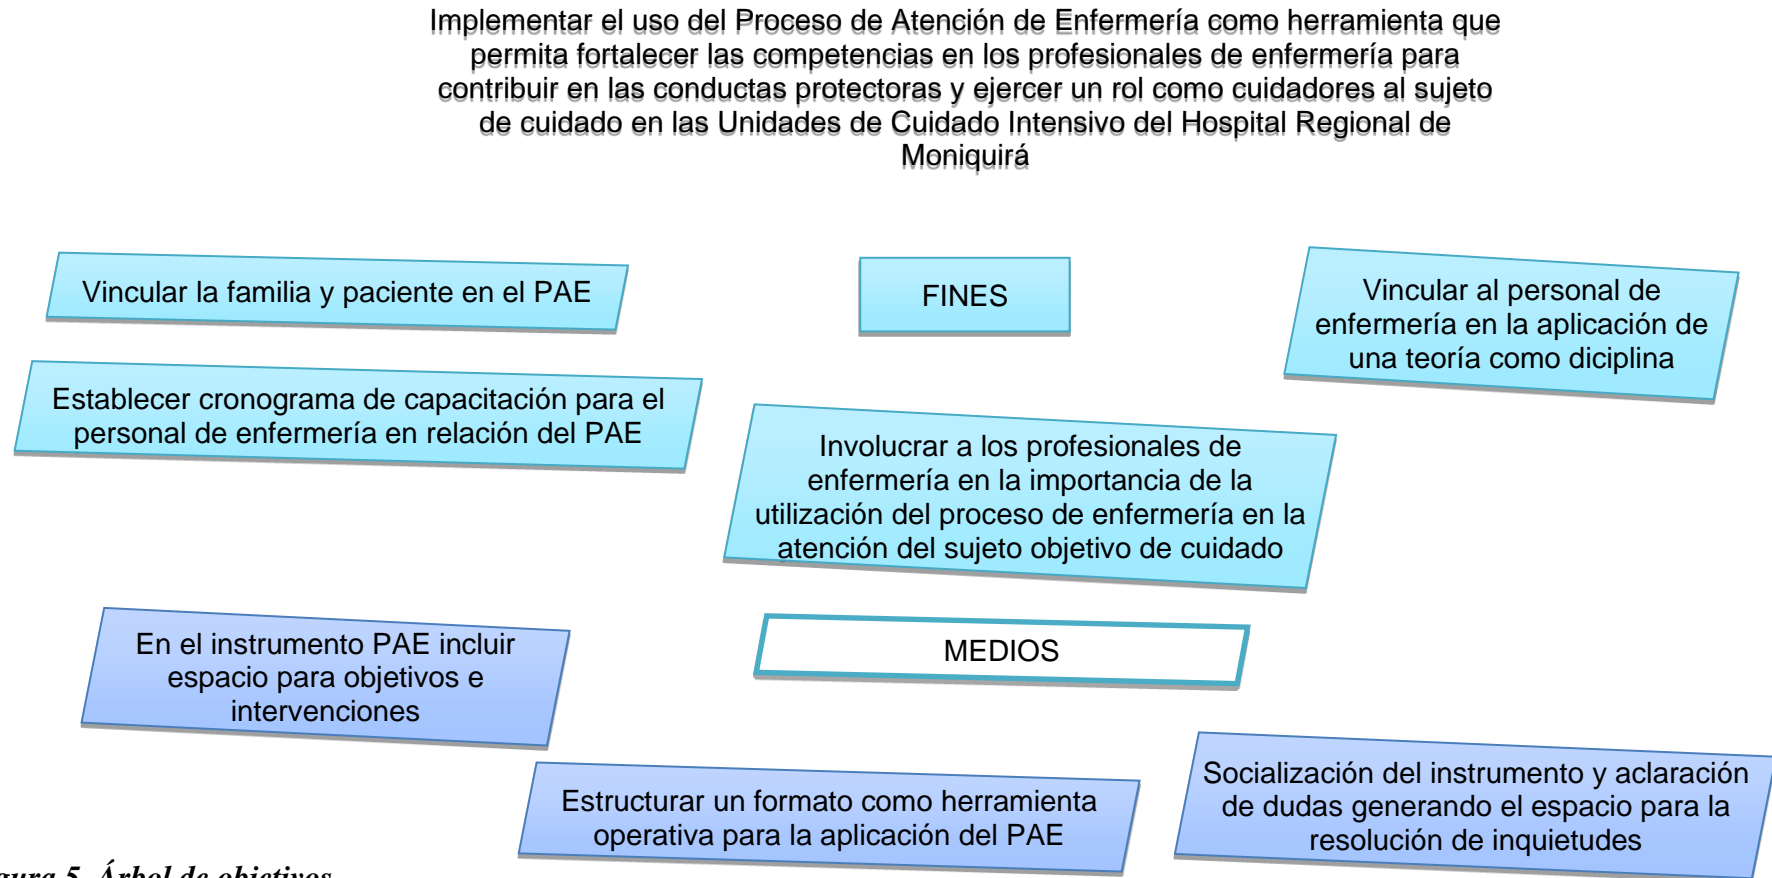 Implementar el uso del Proceso de Atención de Enfermería como herramienta que
permita fortalecer las competencias en los profesionales de enfermería para
contribuir en las conductas protectoras y ejercer un rol como cuidadores al sujeto
de cuidado en las Unidades de Cuidado Intensivo del Hospital Regional de
Moniquirá
Vincular la familia y paciente en el PAE
FINES
Vincular al personal de
enfermería en la aplicación de
una teoría como diciplina
Establecer cronograma de capacitación para el
personal de enfermería en relación del PAE
Involucrar a los profesionales de
enfermería en la importancia de la
utilización del proceso de enfermería en la
atención del sujeto objetivo de cuidado
En el instrumento PAE incluir
espacio para objetivos e
intervenciones
MEDIOS
Estructurar un formato como herramienta
operativa para la aplicación del PAE
Socialización del instrumento y aclaración
de dudas generando el espacio para la
resolución de inquietudes
gura 5. Árbol de objetivos